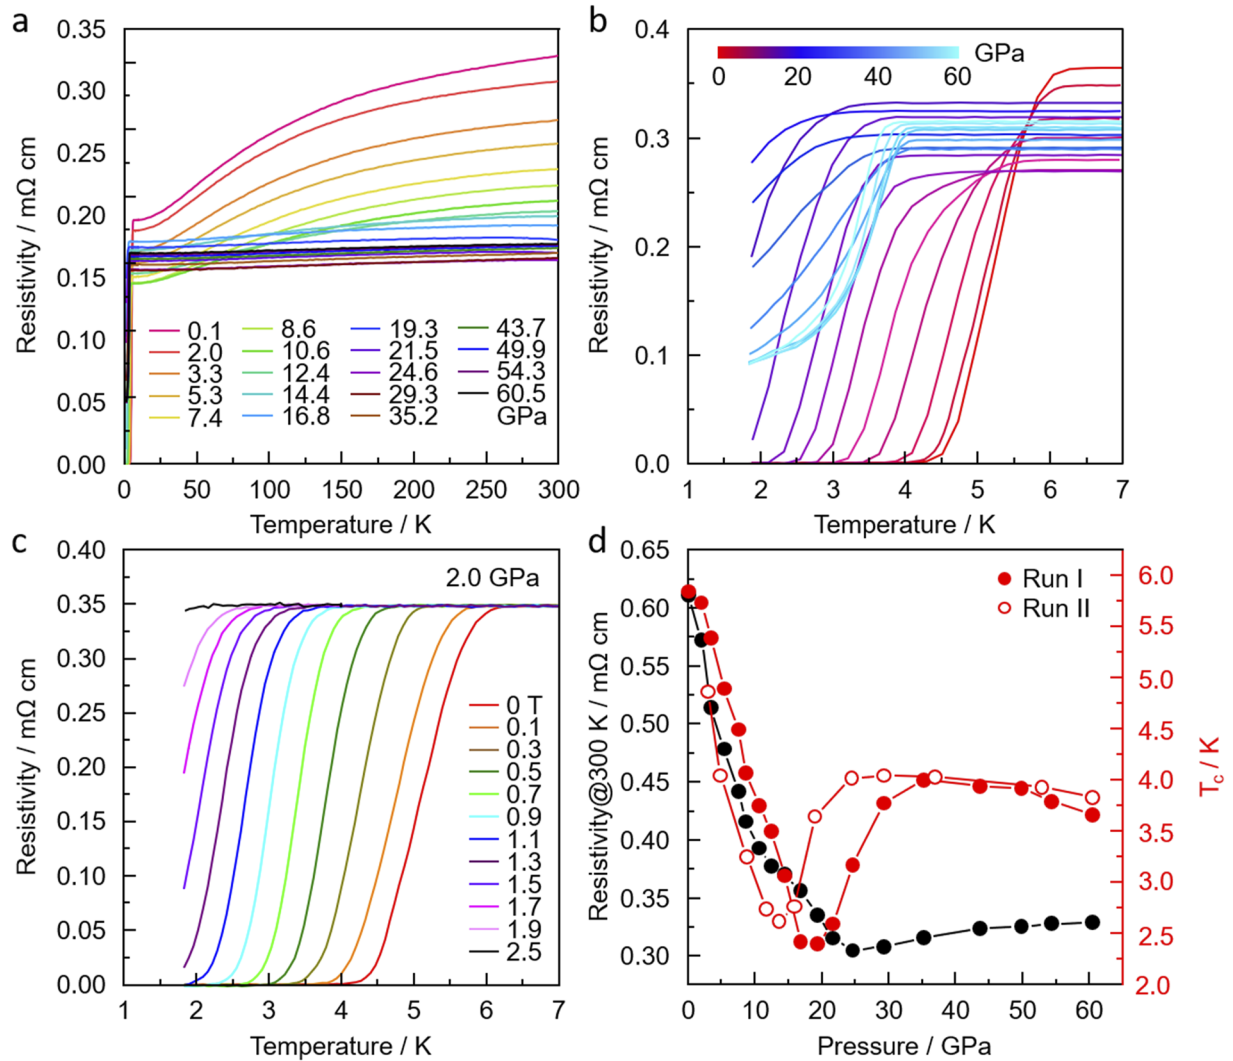 a
0.35
0.30
0.25
0.20
0.15
0.10
0.05
0.00
Resistivity / mΩ cm
0 50 100 150 200 250 300
Temperature / K
0.1 8.6 19.3 43.7
2.0 10.6 21.5 49.9
3.3 12.4 24.6 54.3
5.3 14.4 29.3 60.5
7.4 16.8 35.2 GPa
b
0.4
0.3
0.2
0.1
0.0
Resistivity / mΩ cm
GPa
0 20 40 60
1 2 3 4 5 6 7
Temperature / K
c
0.40
0.35
0.30
0.25
0.20
0.15
0.10
0.05
0.00
Resistivity / mΩ cm
2.0 GPa
0 T
0.1
0.3
0.5
0.7
0.9
1.1
1.3
1.5
1.7
1.9
2.5
1 2 3 4 5 6 7
Temperature / K
d
0.65
0.60
0.55
0.50
0.45
0.40
0.35
0.30
Resistivity@300 K / mΩ cm
Run I
Run II
6.0
5.5
5.0
4.5
4.0
3.5
3.0
2.5
2.0
Tc / K
0 10 20 30 40 50 60
Pressure / GPa